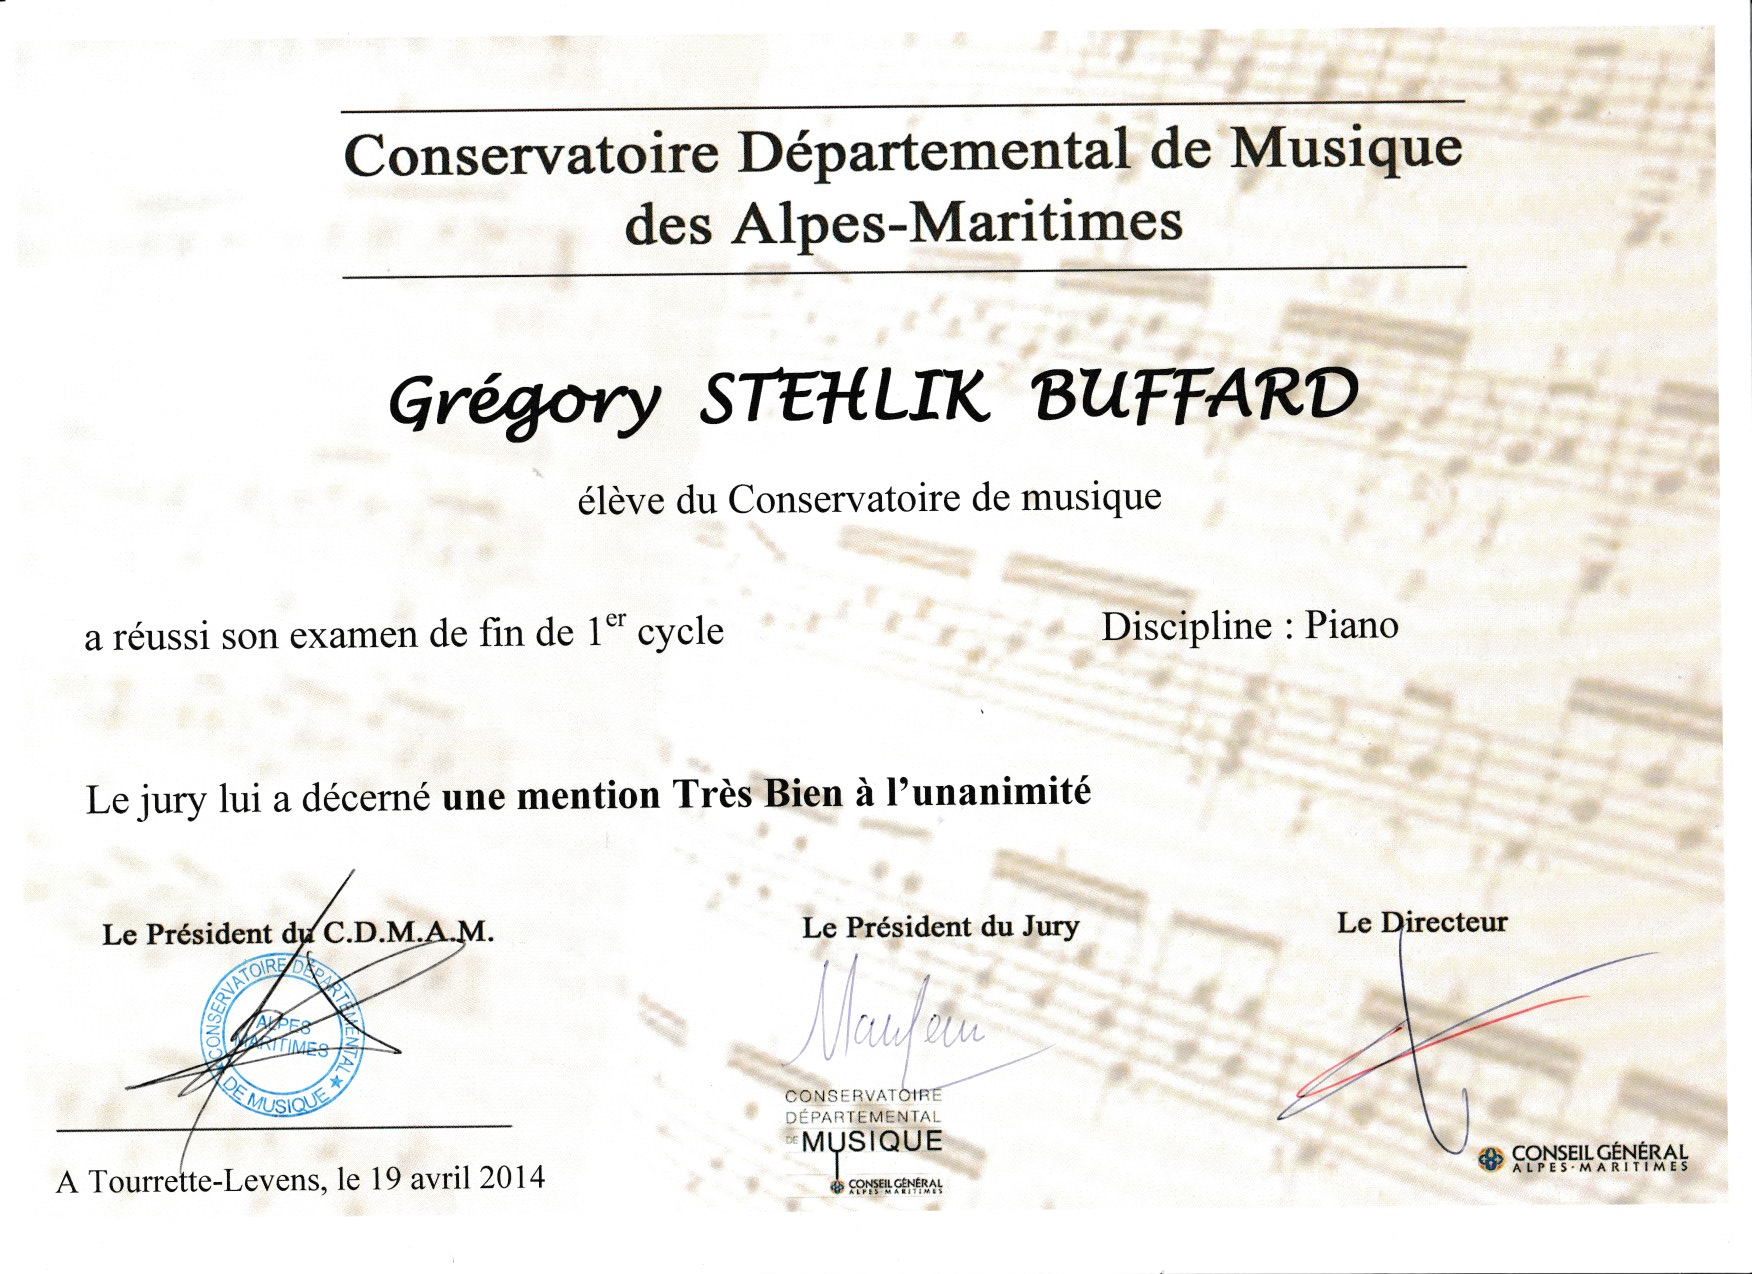 Conservatoire Départemental de Musique
des Alpes-Maritimes
Grégory STEHLIK BUFFARD
élève du Conservatoire de musique
a réussi son examen de fin de 1er cycle
Discipline : Piano
Le jury lui a décerné une mention Très Bien à l’unanimité
Le Président du C.D.M.A.M.
Le Président du Jury
Le Directeur
CONSERVATOIRE DÉPARTEMENTAL DE MUSIQUE ★
ALPES
MARITIMES
CONSERVATOIRE
DÉPARTEMENTAL
DE MUSIQUE
CONSEIL GÉNÉRAL
ALPES-MARITIMES
CONSEIL GÉNÉRAL
ALPES-MARITIMES
A Tourrette-Levens, le 19 avril 2014